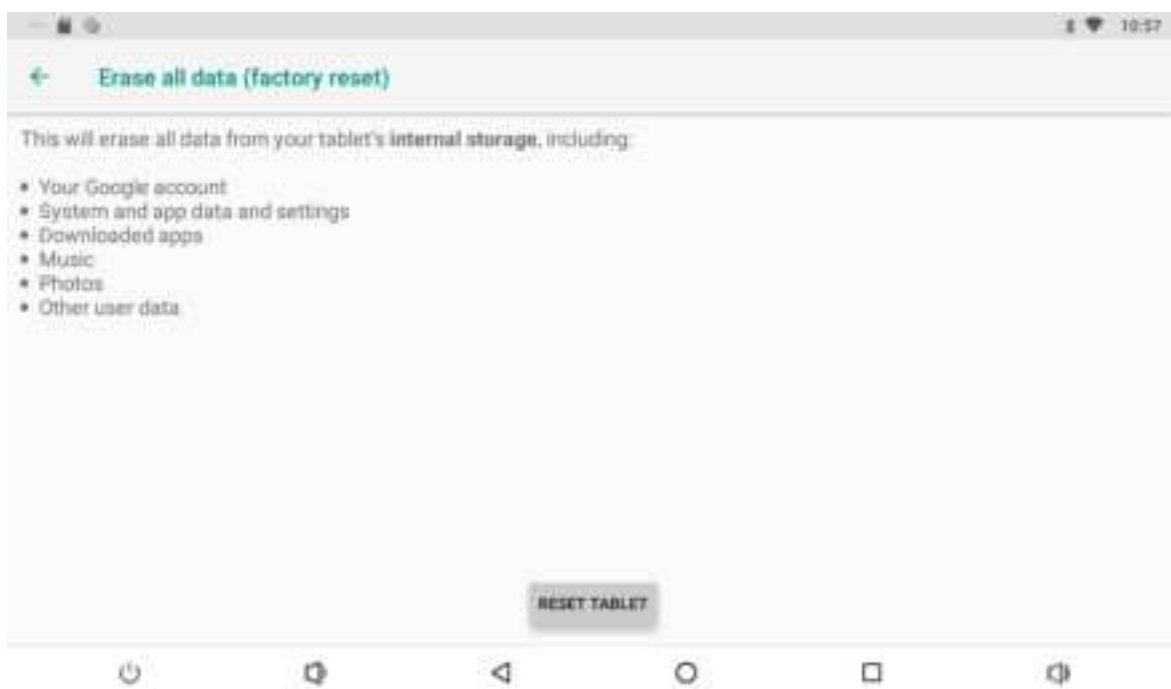 10:57
Erase all data (factory reset)
This will erase all data from your tablet's internal storage, including:
• Your Google account
• System and app data and settings
• Downloaded apps
• Music
• Photos
• Other user data
RESET TABLET